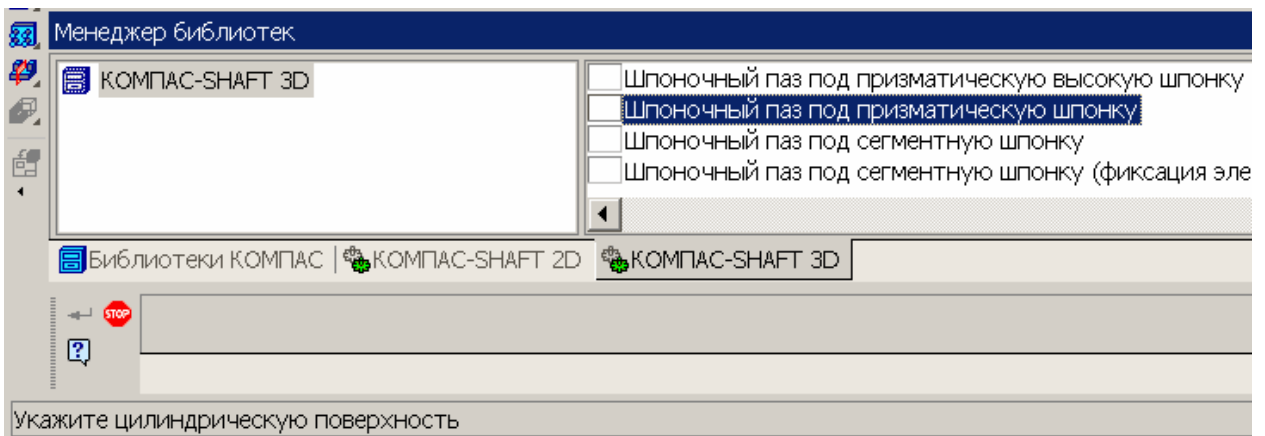 Менеджер библиотек
КОМПАС-SHAFT 3D
Шпоночный паз под призматическую высокую шпонку
Шпоночный паз под призматическую шпонку
Шпоночный паз под сегментную шпонку
Шпоночный паз под сегментную шпонку (фиксация эле
Библиотеки КОМПАС КОМПАС-SHAFT 2D КОМПАС-SHAFT 3D
STOP
?
Укажите цилиндрическую поверхность